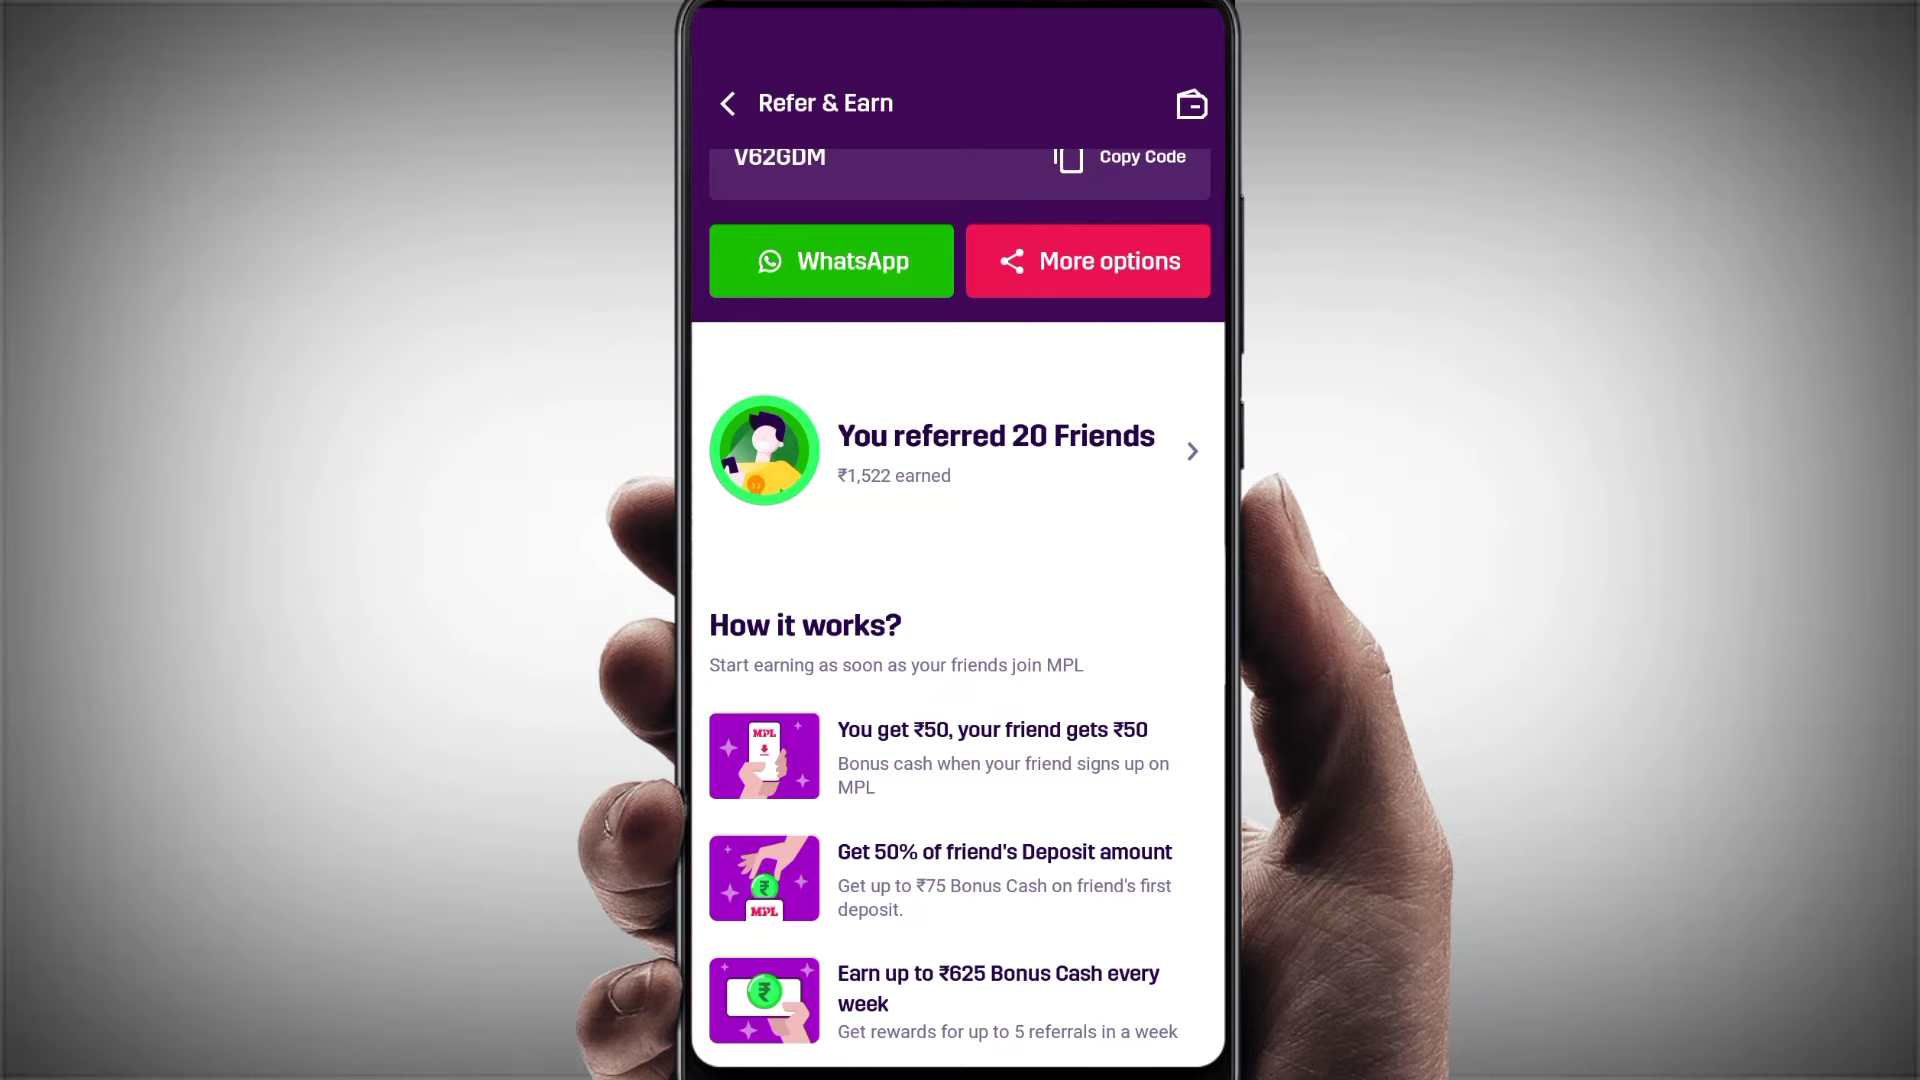 Refer & Earn
V62GDM
Copy Code
WhatsApp
More options
You referred 20 Friends
₹1,522 earned
How it works?
Start earning as soon as your friends join MPL
MPL
You get ₹50, your friend gets ₹50
Bonus cash when your friend signs up on
MPL
₹
MPL
Get 50% of friend's Deposit amount
Get up to ₹75 Bonus Cash on friend's first
deposit.
₹
Earn up to ₹625 Bonus Cash every
week
Get rewards for up to 5 referrals in a week